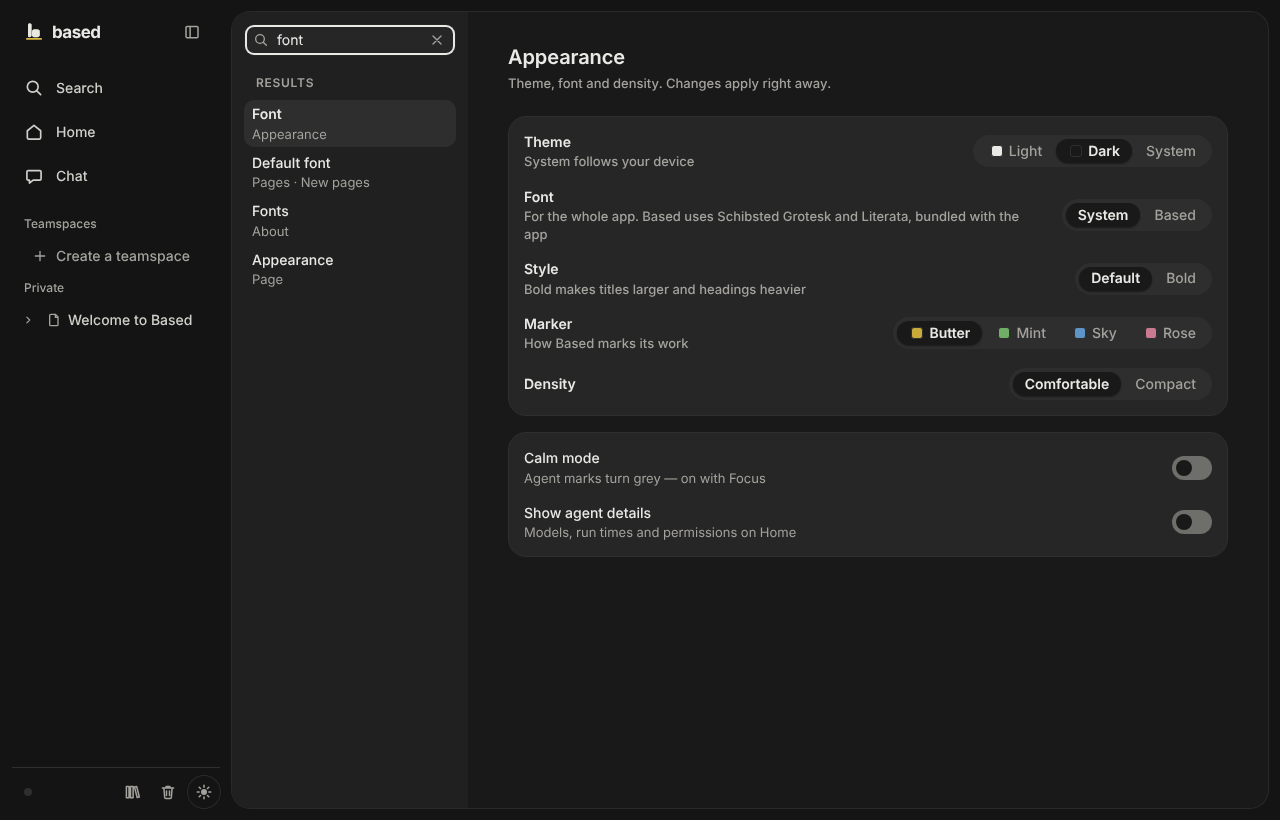 based
Search
Home
Chat
Teamspaces
Create a teamspace
Private
Welcome to Based
font
RESULTS
Font
Appearance
Default font
Pages · New pages
Fonts
About
Appearance
Page
Appearance
Theme, font and density. Changes apply right away.
Theme
System follows your device
Light Dark System
Font
For the whole app. Based uses Schibsted Grotesk and Literata, bundled with the
app
System Based
Style
Bold makes titles larger and headings heavier
Default Bold
Marker
How Based marks its work
Butter Mint Sky Rose
Density
Comfortable Compact
Calm mode
Agent marks turn grey — on with Focus
Show agent details
Models, run times and permissions on Home